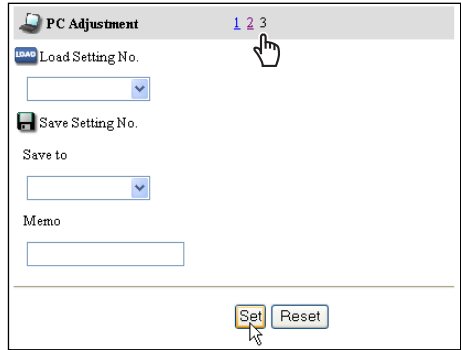 PC Adjustment 1 2 3
LOAD Load Setting No.
Save Setting No.
Save to
Memo
Set Reset